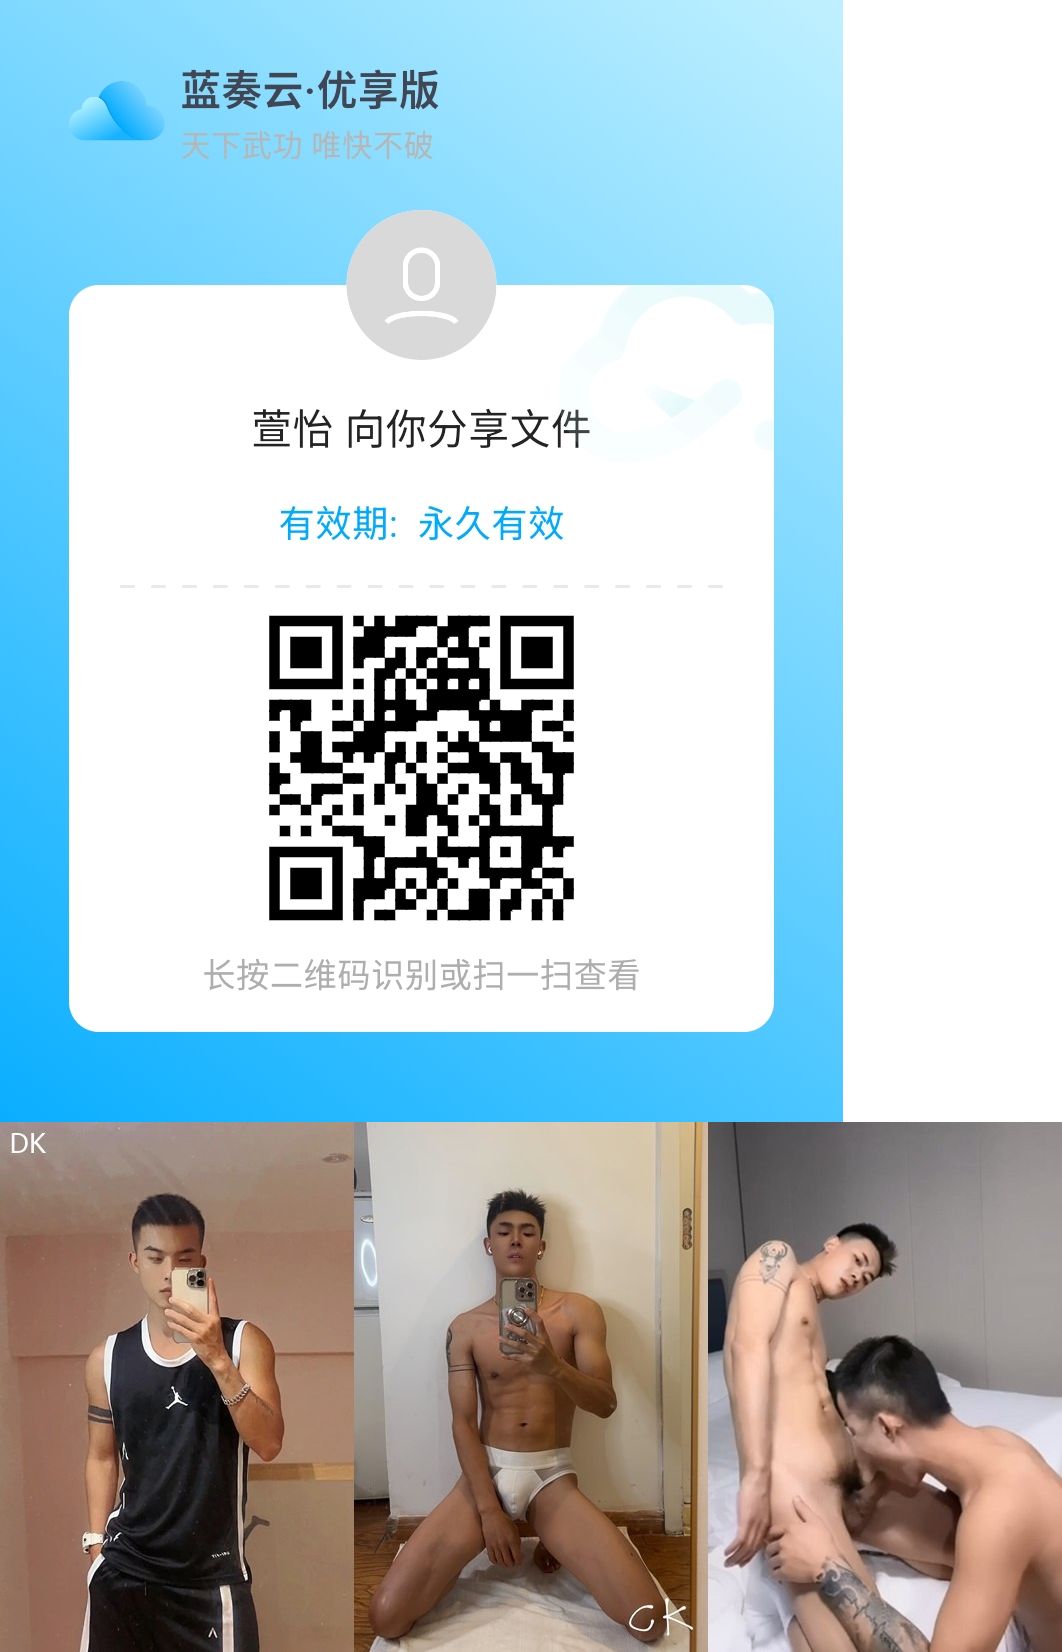 蓝奏云·优享版
天下武功 唯快不破
萱怡 向你分享文件
有效期: 永久有效
长按二维码识别或扫一扫查看
DK
CK